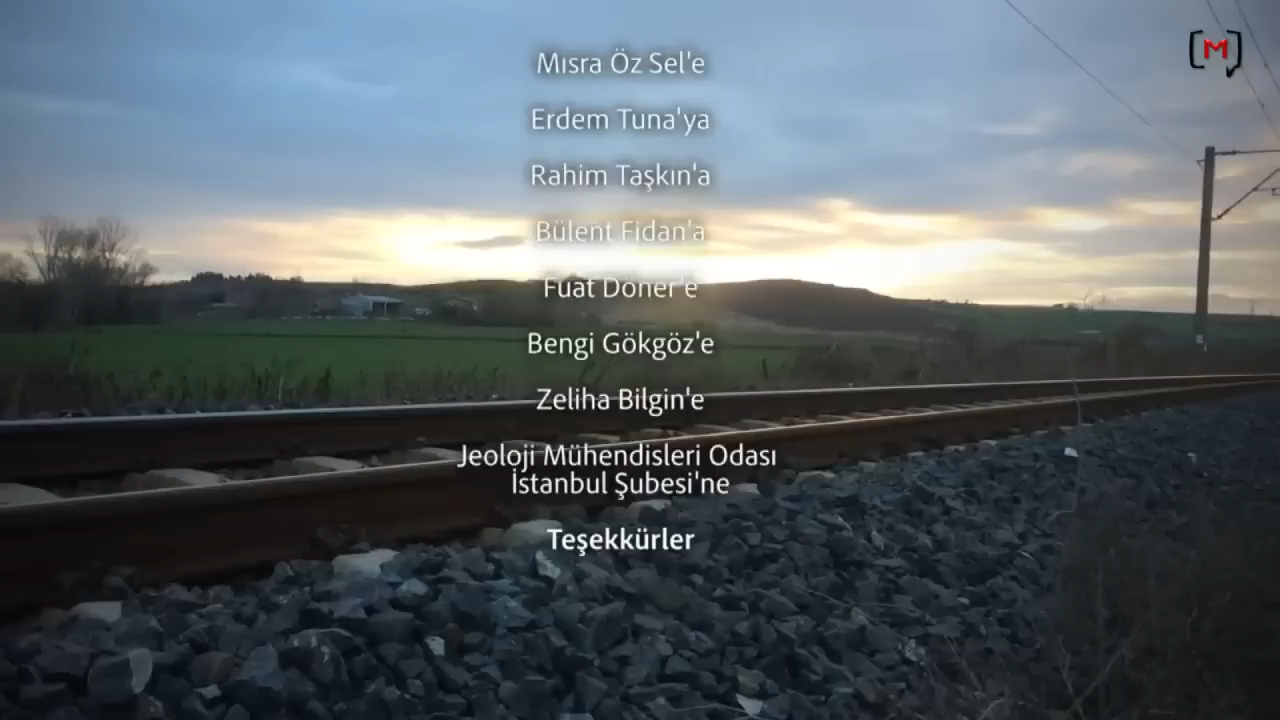 [M]
Mısra Öz Sel'e
Erdem Tuna'ya
Rahim Taşkın'a
Bülent Fidan'a
Fuat Döner'e
Bengi Gökgöz'e
Zeliha Bilgin'e
Jeoloji Mühendisleri Odası
İstanbul Şubesi'ne
Teşekkürler